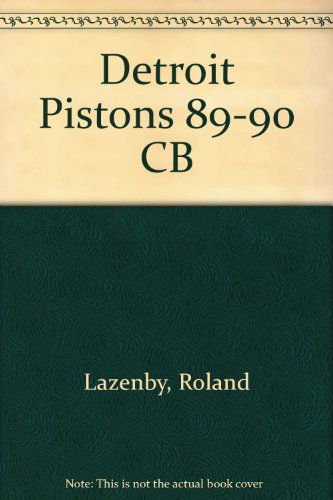 Detroit
Pistons 89-90
CB
Lazenby, Roland
Note: This is not the actual book cover